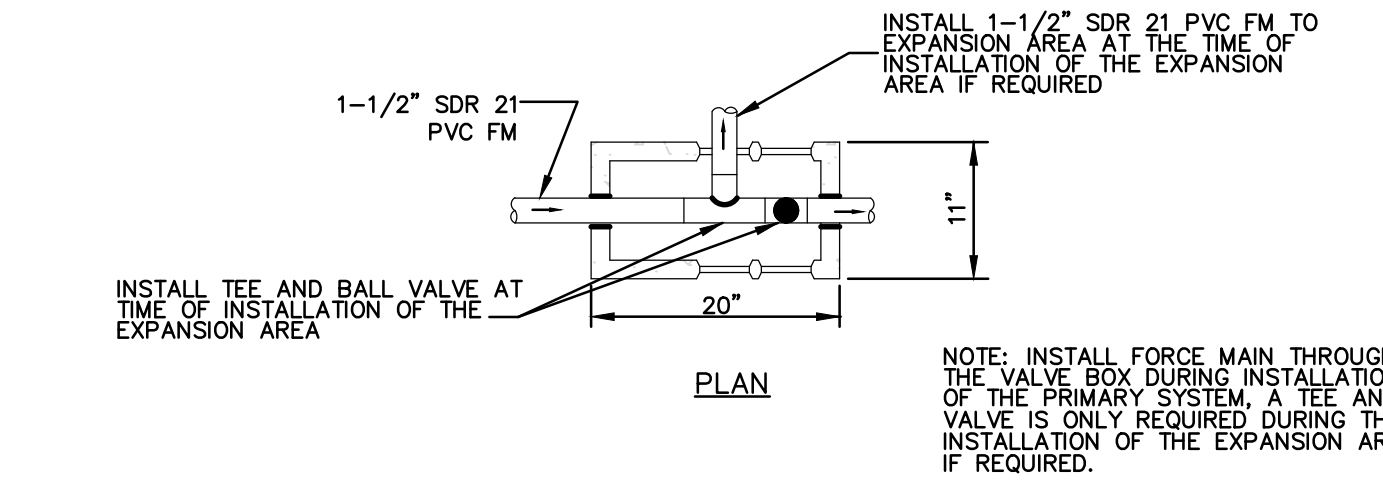 INSTALL 1-1/2" SDR 21 PVC FM TO
EXPANSION AREA AT THE TIME OF
INSTALLATION OF THE EXPANSION
AREA IF REQUIRED
1-1/2" SDR 21
PVC FM
11"
INSTALL TEE AND BALL VALVE AT
TIME OF INSTALLATION OF THE
EXPANSION AREA
20"
PLAN
NOTE: INSTALL FORCE MAIN THROUGH
THE VALVE BOX DURING
OF THE PRIMARY SYSTEM, A TEE
VALVE IS ONLY REQUIRED DURING
INSTALLATION OF THE EXPANSION
IF REQUIRED.